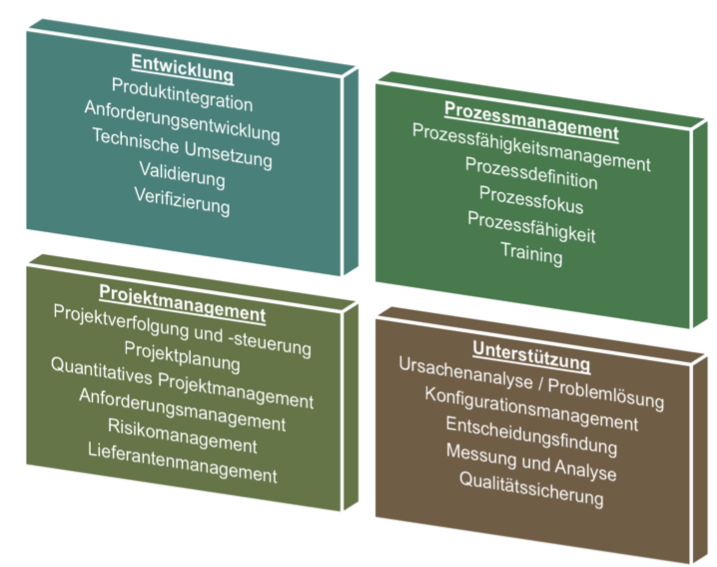 Entwicklung
Produktintegration
Anforderungsentwicklung
Technische Umsetzung
Validierung
Verifizierung
Prozessmanagement
Prozessfähigkeitsmanagement
Prozessdefinition
Prozessfokus
Prozessfähigkeit
Training
Projektmanagement
Projektverfolgung und -steuerung
Projektplanung
Quantitatives Projektmanagement
Anforderungsmanagement
Risikomanagement
Lieferantenmanagement
Unterstützung
Ursachenanalyse / Problemlösung
Konfigurationsmanagement
Entscheidungsfindung
Messung und Analyse
Qualitätssicherung